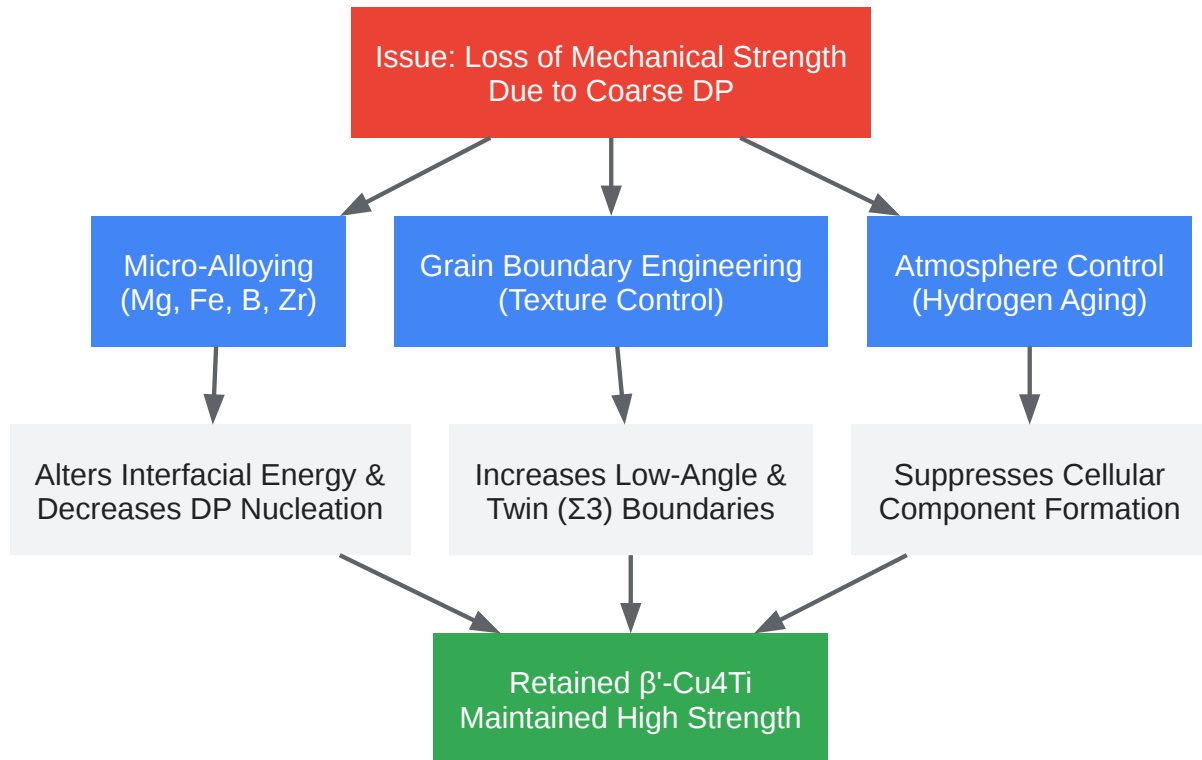 Issue: Loss of Mechanical Strength
Due to Coarse DP
Micro-Alloying
(Mg, Fe, B, Zr)
Grain Boundary Engineering
(Texture Control)
Atmosphere Control
(Hydrogen Aging)
Alters Interfacial Energy &
Decreases DP Nucleation
Increases Low-Angle &
Twin (Σ3) Boundaries
Suppresses Cellular
Component Formation
Retained β'-Cu4Ti
Maintained High Strength